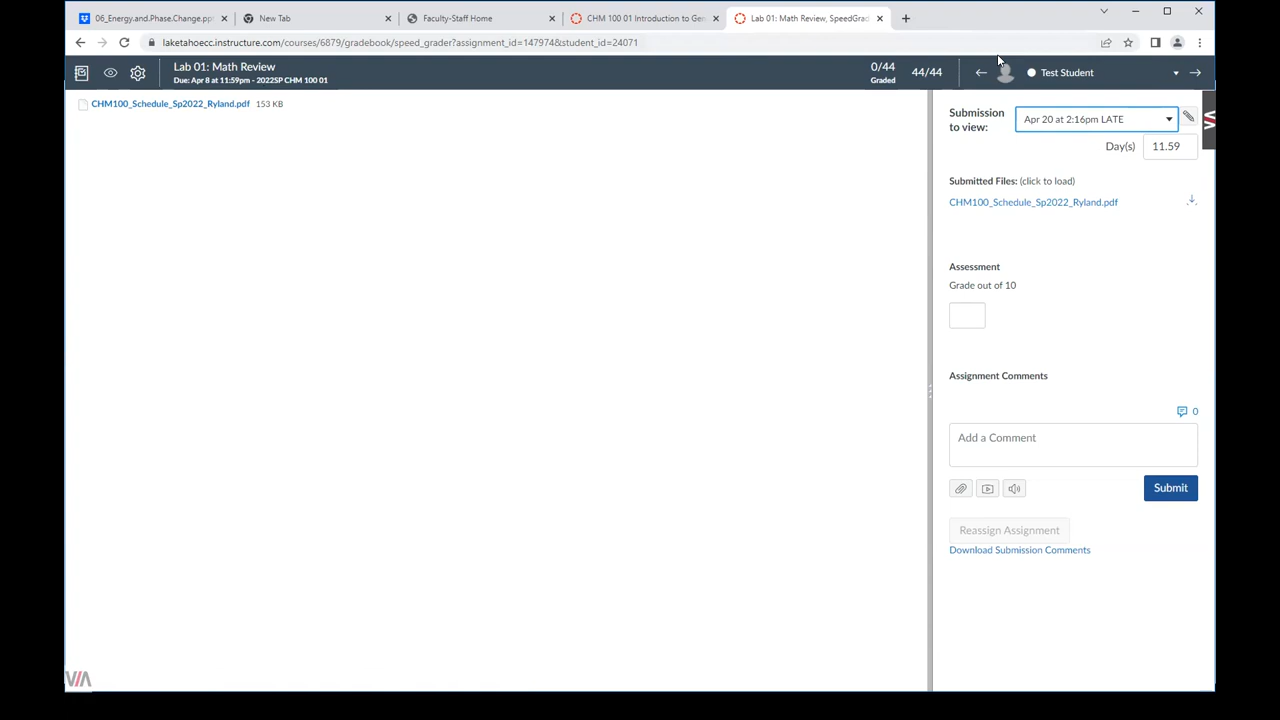 06_Energy.and.Phase.Change.pp
New Tab
Faculty-Staff Home
CHM 100 01 Introduction to Gen
Lab 01: Math Review, SpeedGrad
laketahoecc.instructure.com/courses/6879/gradebook/speed_grader?assignment_id=147974&student_id=24071
Lab 01: Math Review
Due: Apr 8 at 11:59pm - 2022SP CHM 100 01
0/44
Graded
44/44
Test Student
CHM100_Schedule_Sp2022_Ryland.pdf 153 KB
Submission
to view:
Apr 20 at 2:16pm LATE
Day(s) 11.59
Submitted Files: (click to load)
CHM100_Schedule_Sp2022_Ryland.pdf
Assessment
Grade out of 10
Assignment Comments
0
Add a Comment
Submit
Reassign Assignment
Download Submission Comments
VIA